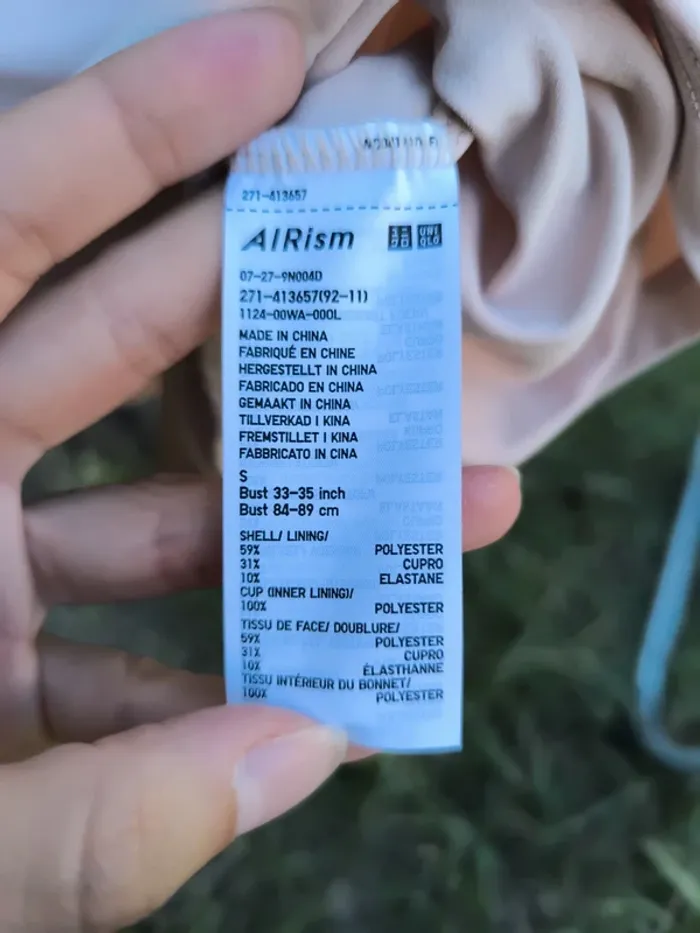 271-413657
AIRism UNI QLO
07-27-9N004D
271-413657(92-11)
1124-00WA-000L
MADE IN CHINA
FABRIQUÉ EN CHINE
HERGESTELLT IN CHINA
FABRICADO EN CHINA
GEMAAKT IN CHINA
TILLVERKAD I KINA
FREMSTILLET I KINA
FABBRICATO IN CINA
S
Bust 33-35 inch
Bust 84-89 cm
SHELL/ LINING/
59% POLYESTER
31% CUPRO
10% ELASTANE
CUP (INNER LINING)/
100% POLYESTER
TISSU DE FACE/ DOUBLURE/
59% POLYESTER
31% CUPRO
10% ÉLASTHANNE
TISSU INTÉRIEUR DU BONNET/
100% POLYESTER